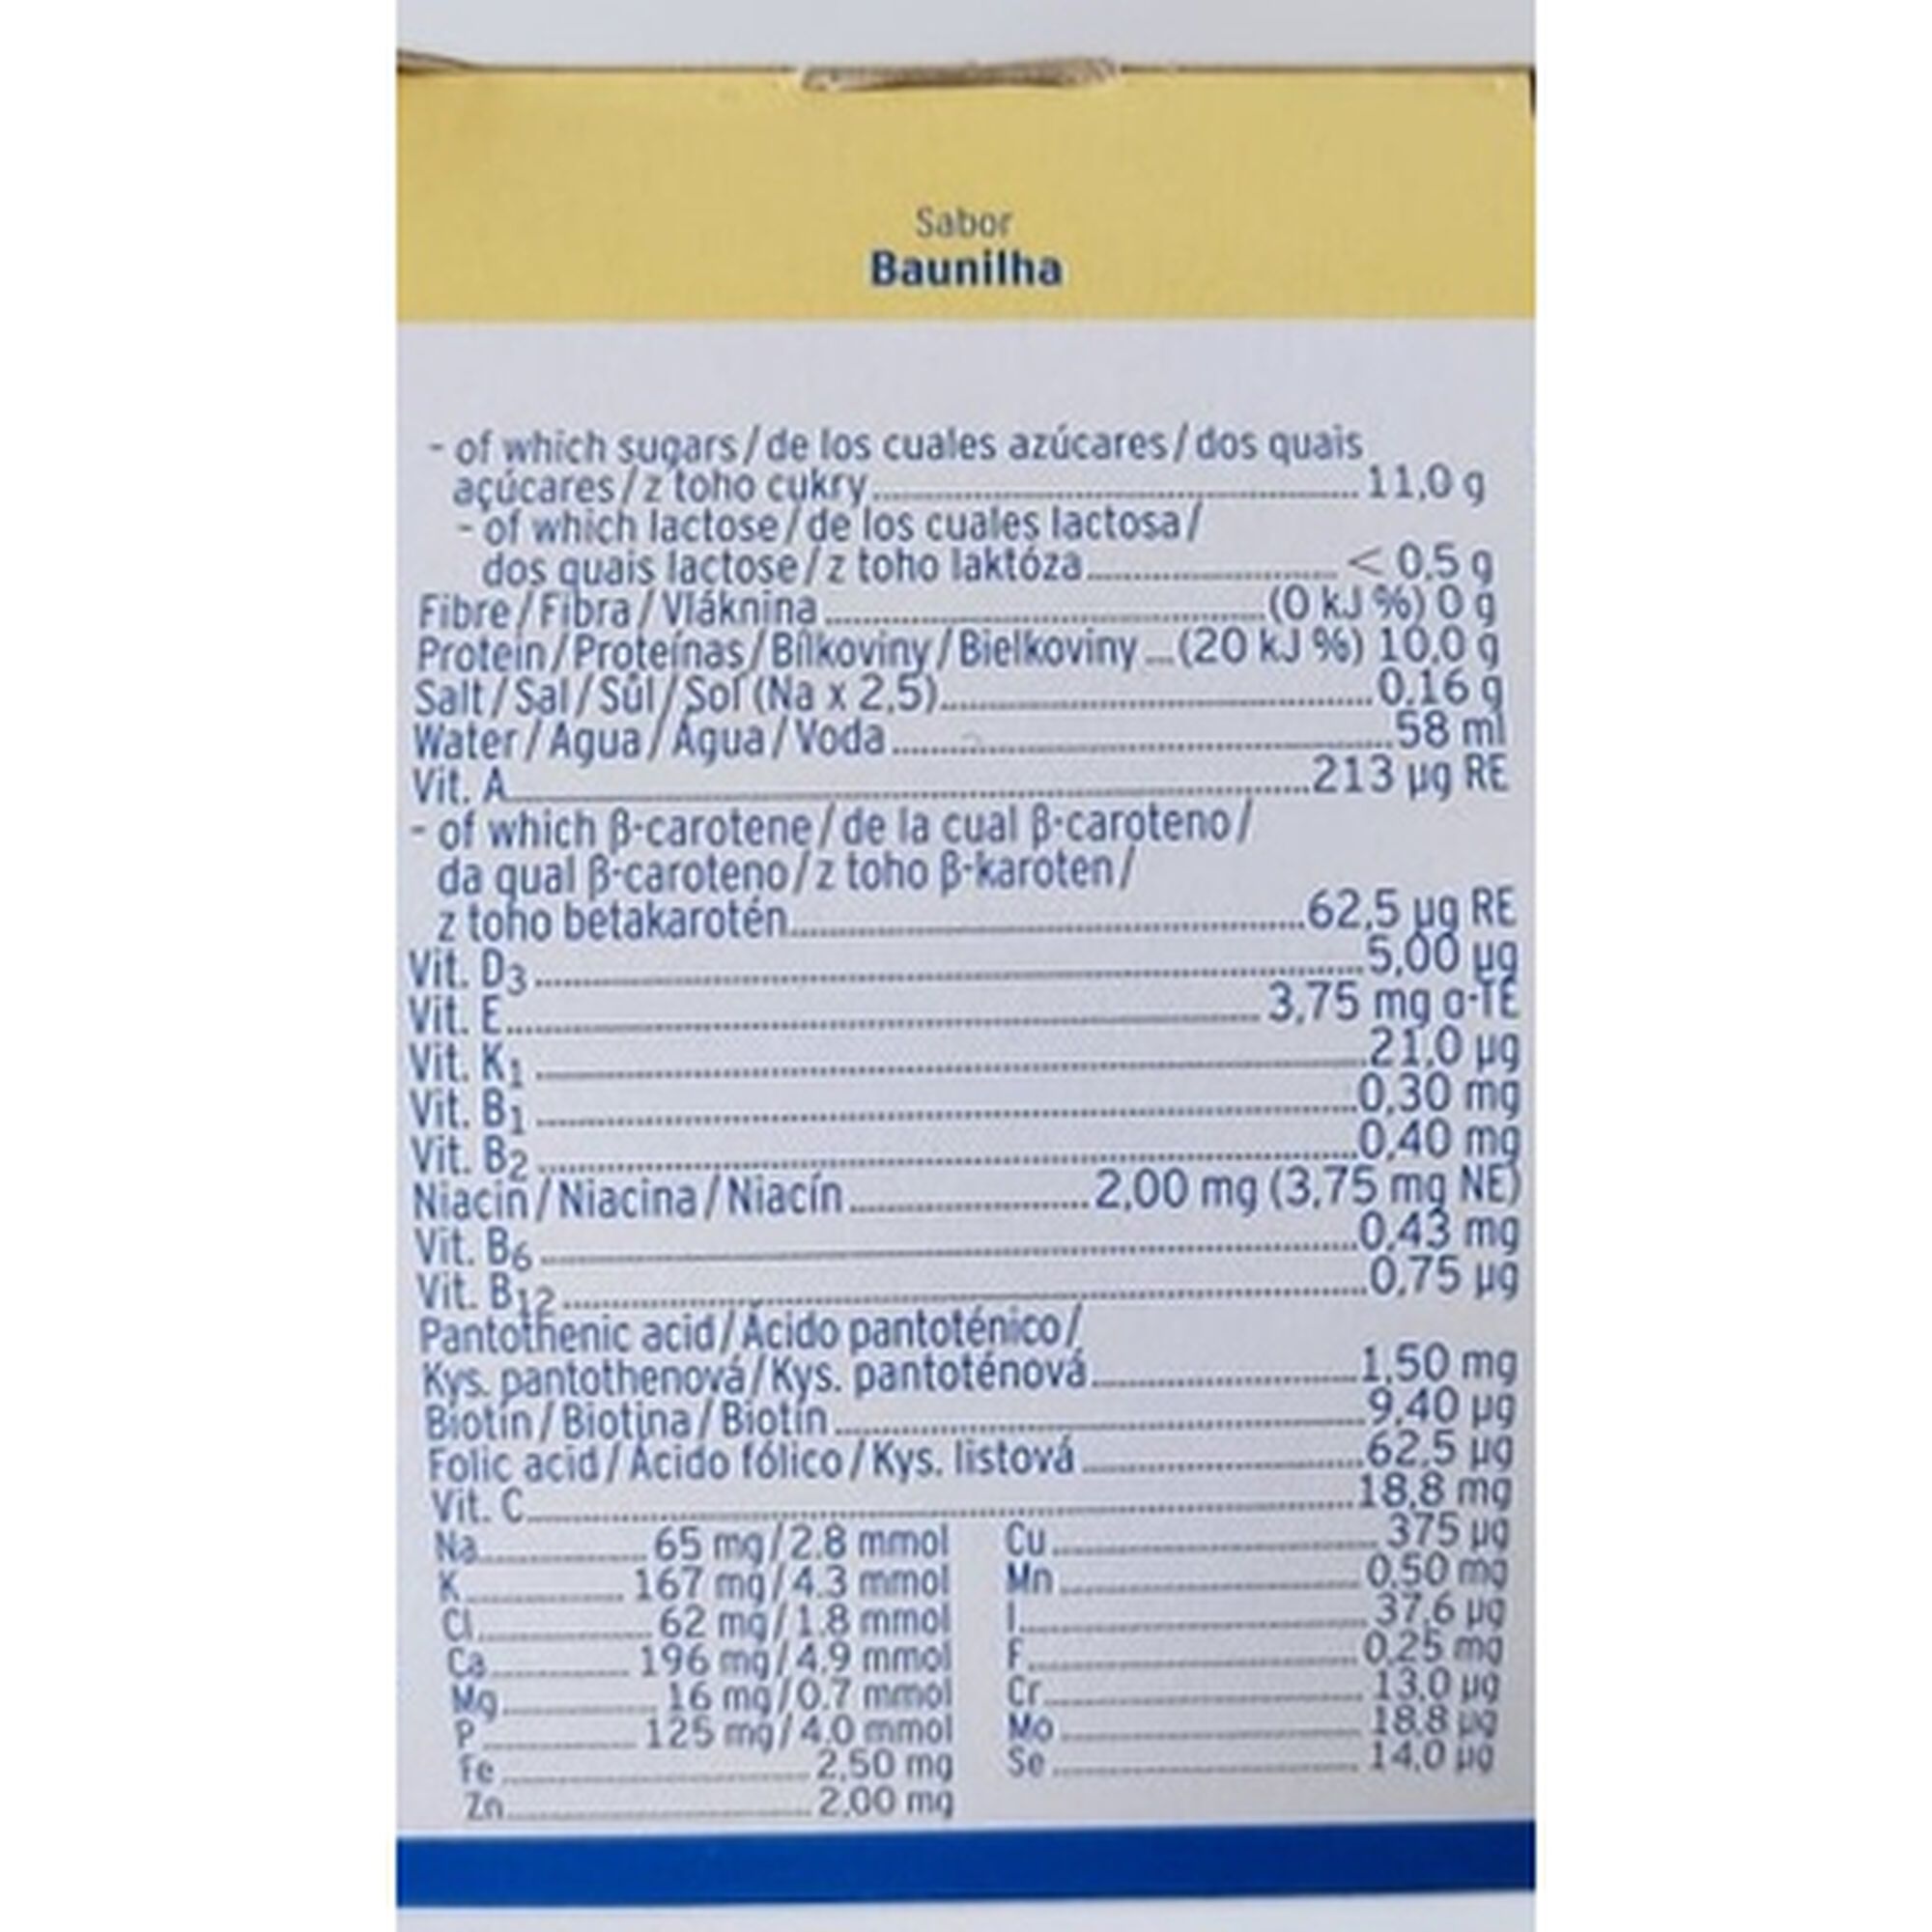 Sabor
Baunilha
- of which sugars / de los cuales azúcares / dos quais
açúcares / z toho cukry 11,0 g
- of which lactose / de los cuales lactosa /
dos quais lactose / z toho laktóza < 0,5 g
Fibre / Fibra / Vláknina (0 kJ %) 0 g
Protein / Proteínas / Bílkoviny / Bielkoviny (20 kJ %) 10,0 g
Salt / Sal / Sůl / Soľ (Na x 2,5) 0,16 g
Water / Agua / Água / Voda 58 ml
Vit. A 213 µg RE
- of which β-carotene / de la cual β-caroteno /
da qual β-caroteno / z toho β-karoten /
z toho betakarotén 62,5 µg RE
Vit. D3 5,00 µg
Vit. E 3,75 mg α-TE
Vit. K1 21,0 µg
Vit. B1 0,30 mg
Vit. B2 0,40 mg
Niacin / Niacina / Niacín 2,00 mg (3,75 mg NE)
Vit. B6 0,43 mg
Vit. B12 0,75 µg
Pantothenic acid / Ácido pantoténico /
Kys. pantothenová / Kys. pantoténová 1,50 mg
Biotin / Biotina / Biotín 9,40 µg
Folic acid / Ácido fólico / Kys. listová 62,5 µg
Vit. C 18,8 mg
Na 65 mg / 2.8 mmol
K 167 mg / 4.3 mmol
Cl 62 mg / 1.8 mmol
Ca 196 mg / 4.9 mmol
Mg 16 mg / 0.7 mmol
P 125 mg / 4.0 mmol
Fe 2,50 mg
Zn 2,00 mg
Cu 375 µg
Mn 0,50 mg
I 37,6 µg
F 0,25 mg
Cr 13,0 µg
Mo 18,8 µg
Se 14,0 µg